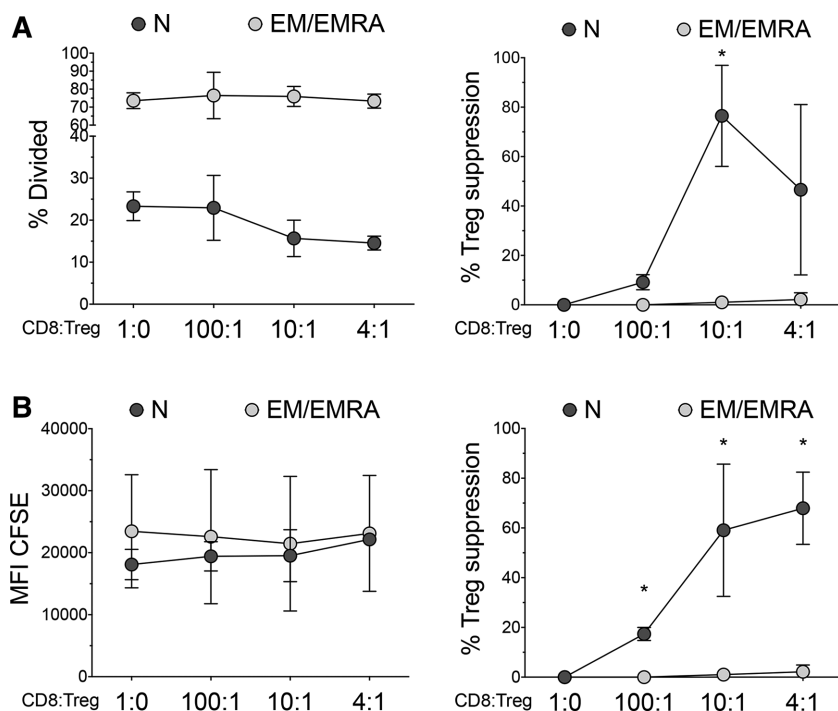 A
N EM/EMRA
% Divided
100
90
80
70
60
40
30
20
10
0
CD8:Treg 1:0 100:1 10:1 4:1
N EM/EMRA
% Treg suppression
100
80
60
40
20
0
*
CD8:Treg 1:0 100:1 10:1 4:1
B
N EM/EMRA
MFI CFSE
40000
30000
20000
10000
0
CD8:Treg 1:0 100:1 10:1 4:1
N EM/EMRA
% Treg suppression
100
80
60
40
20
0
* * *
CD8:Treg 1:0 100:1 10:1 4:1